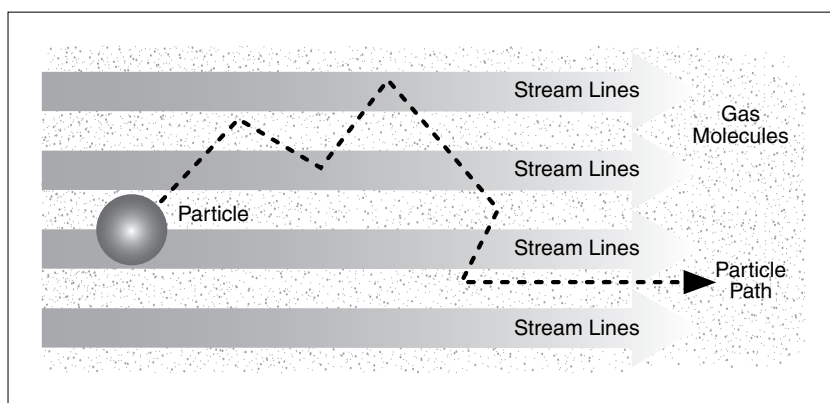 Stream Lines
Gas
Molecules
Stream Lines
Particle
Stream Lines
Particle
Path
Stream Lines